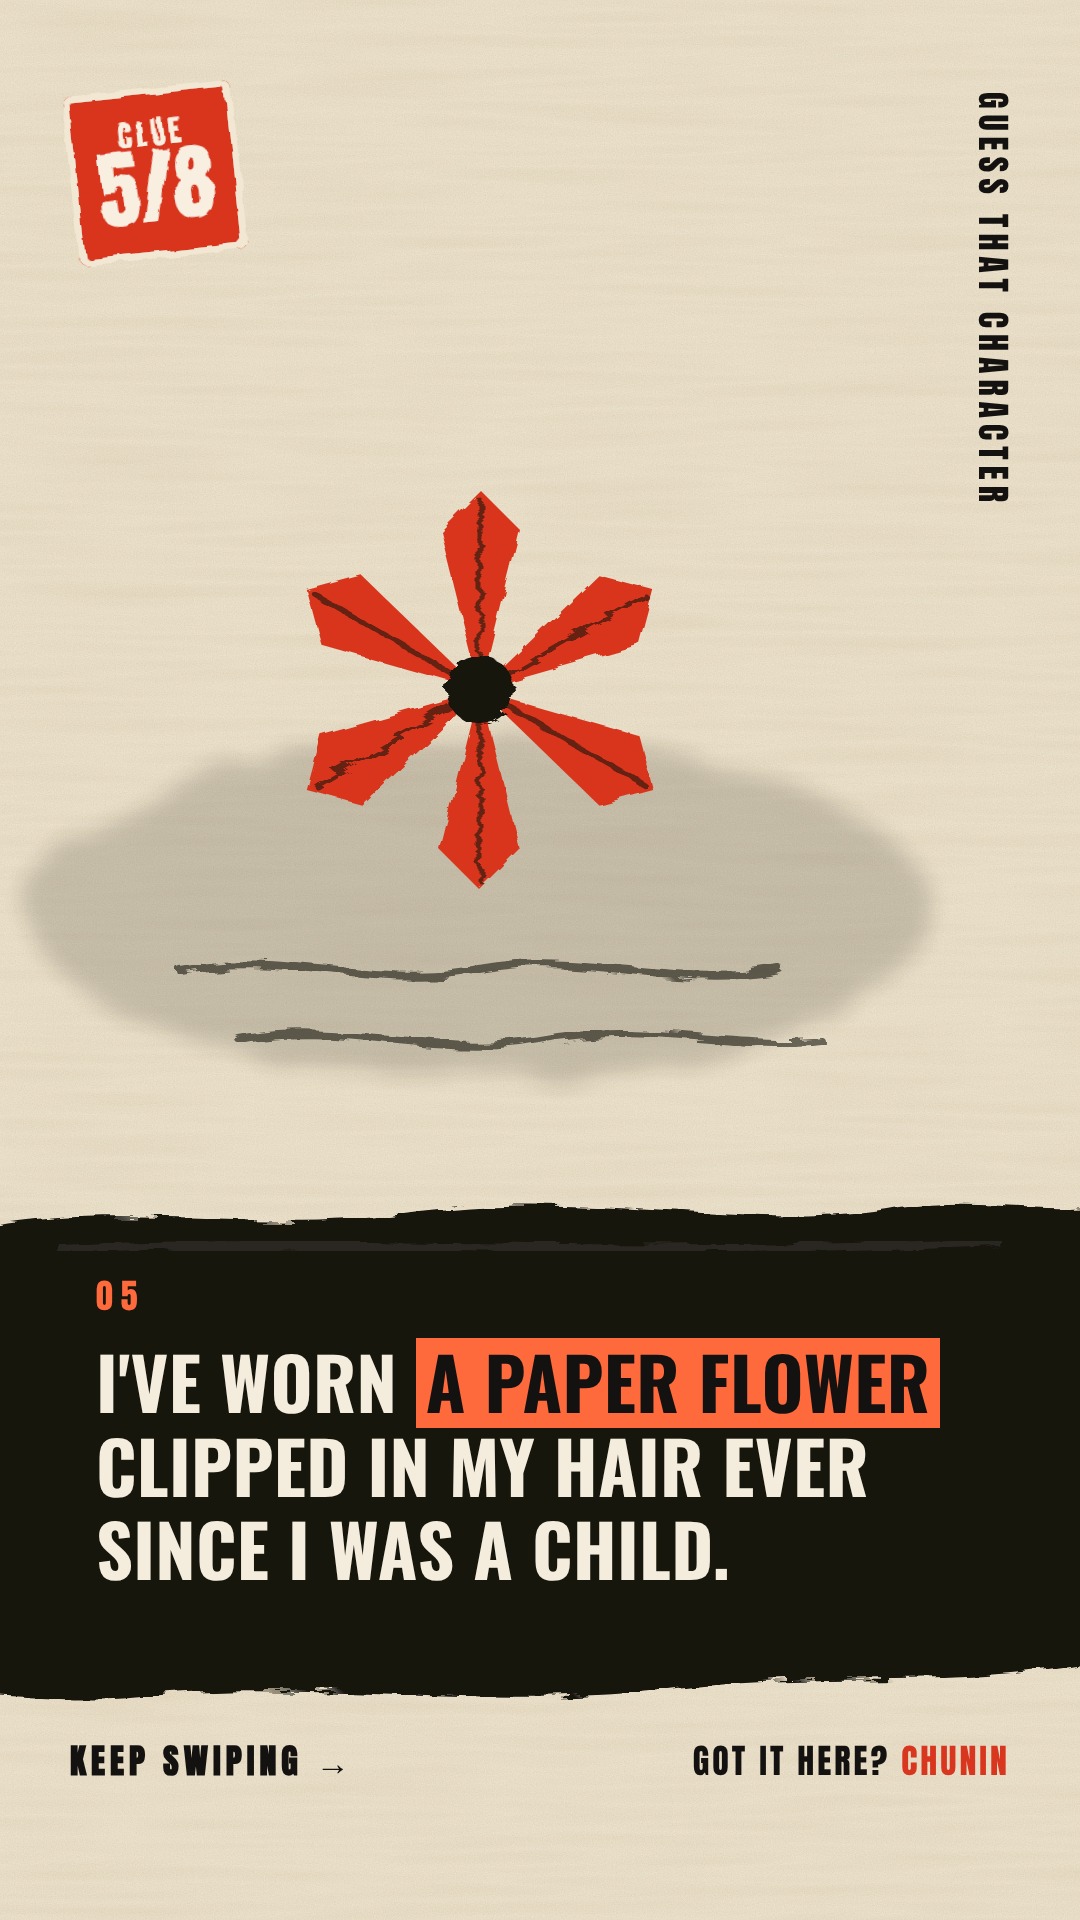 CLUE
5/8
GUESS THAT CHARACTER
05
I'VE WORN A PAPER FLOWER
CLIPPED IN MY HAIR EVER
SINCE I WAS A CHILD.
KEEP SWIPING →
GOT IT HERE? CHUNIN